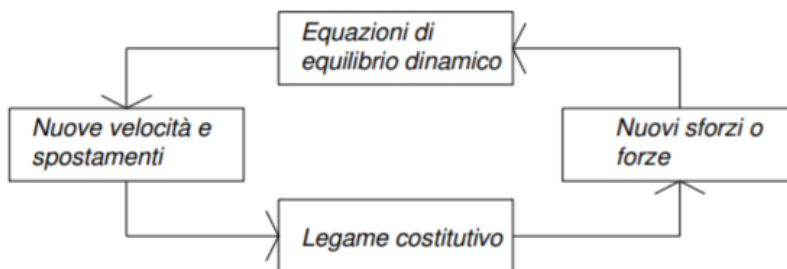 Equazioni di
equilibrio dinamico
Nuove velocità e
spostamenti
Nuovi sforzi o
forze
Legame costitutivo